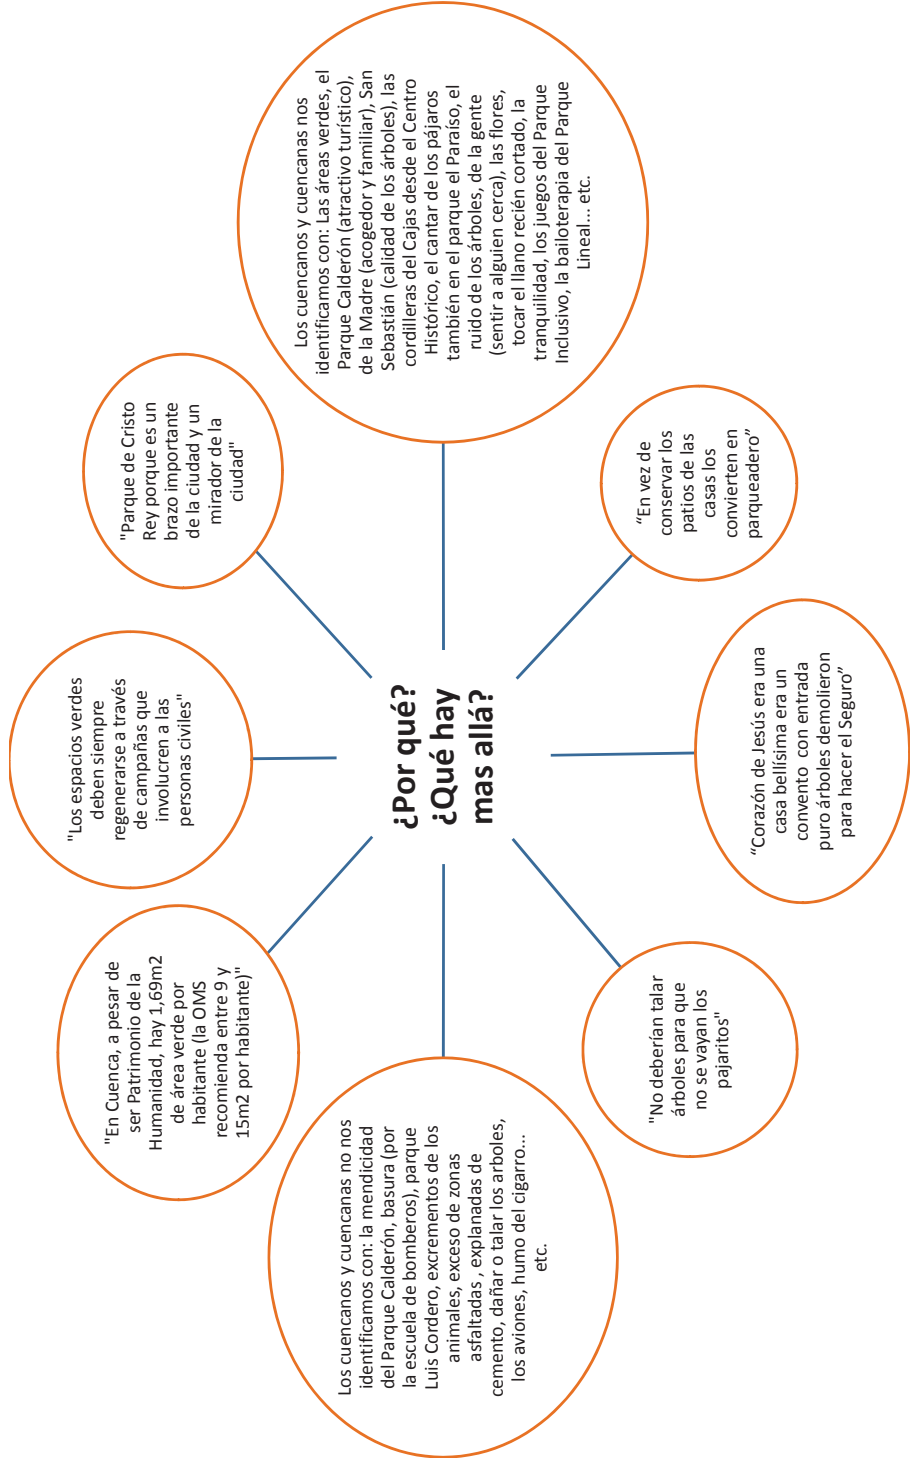 ¿Por qué?
¿Qué hay
mas allá?
"En Cuenca, a pesar de
ser Patrimonio de la
Humanidad, hay 1,69m2
de área verde por
habitante (la OMS
recomienda entre 9 y
15m2 por habitante)"
"Los espacios verdes
deben siempre
regenerarse a través
de campañas que
involucren a las
personas civiles"
"Parque de Cristo
Rey porque es un
brazo importante
de la ciudad y un
mirador de la
ciudad"
Los cuencanos y cuencanas nos
identificamos con: Las áreas verdes, el
Parque Calderón (atractivo turístico),
de la Madre (acogedor y familiar), San
Sebastián (calidad de los árboles), las
cordilleras del Cajas desde el Centro
Histórico, el cantar de los pájaros
también en el parque el Paraíso, el
ruido de los árboles, de la gente
(sentir a alguien cerca), las flores,
tocar el llano recién cortado, la
tranquilidad, los juegos del Parque
Inclusivo, la bailoterapia del Parque
Lineal... etc.
“En vez de
conservar los
patios de las
casas los
convierten en
parqueadero”
“Corazón de Jesús era una
casa bellísima era un
convento con entrada
puro árboles demolieron
para hacer el Seguro”
"No deberían talar
árboles para que
no se vayan los
pajaritos"
Los cuencanos y cuencanas no nos
identificamos con: la mendicidad
del Parque Calderón, basura (por
la escuela de bomberos), parque
Luis Cordero, excrementos de los
animales, exceso de zonas
asfaltadas , explanadas de
cemento, dañar o talar los arboles,
los aviones, humo del cigarro...
etc.